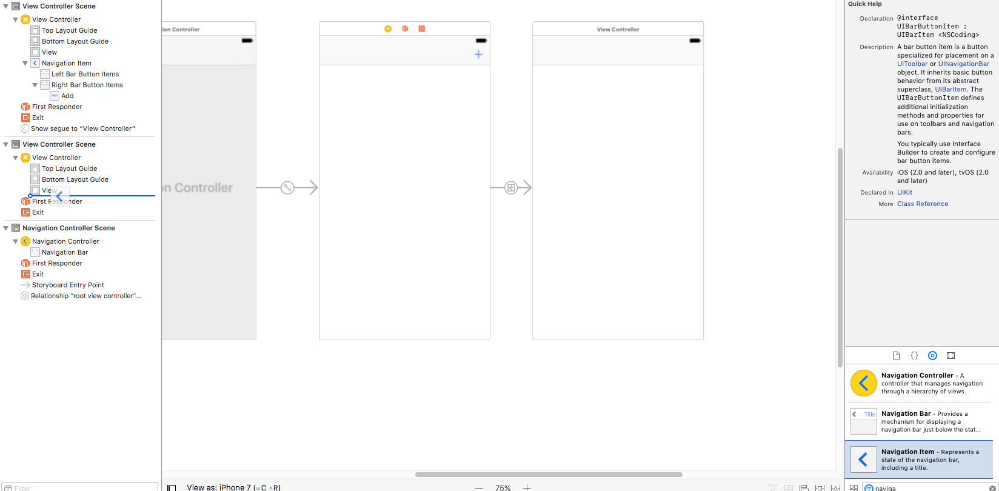 View Controller Scene
View Controller
Top Layout Guide
Bottom Layout Guide
View
Navigation Item
Left Bar Button Items
Right Bar Button Items
Item
Add
First Responder
Exit
Show segue to “View Controller”
View Controller Scene
View Controller
Top Layout Guide
Bottom Layout Guide
View
First Responder
Exit
Navigation Controller Scene
Navigation Controller
Navigation Bar
First Responder
Exit
Storyboard Entry Point
Relationship "root view controller"...
ion Controller
on Controller
View Controller
View as: iPhone 7 (wC hR)
75%
Filter
Quick Help
Declaration @interface
UIBarButtonItem :
UIBarItem <NSCoding>
Description A bar button item is a button
specialized for placement on a
UIToolbar or UINavigationBar
object. It inherits basic button
behavior from its abstract
superclass, UIBarItem. The
UIBarButtonItem defines
additional initialization
methods and properties for
use on toolbars and navigation
bars.
You typically use Interface
Builder to create and configure
bar button items.
Availability iOS (2.0 and later), tvOS (2.0
and later)
Declared In UIKit
More Class Reference
{ }
Navigation Controller - A
controller that manages navigation
through a hierarchy of views.
Title
Navigation Bar - Provides a
mechanism for displaying a
navigation bar just below the stat...
Navigation Item - Represents a
state of the navigation bar,
including a title.
naviga